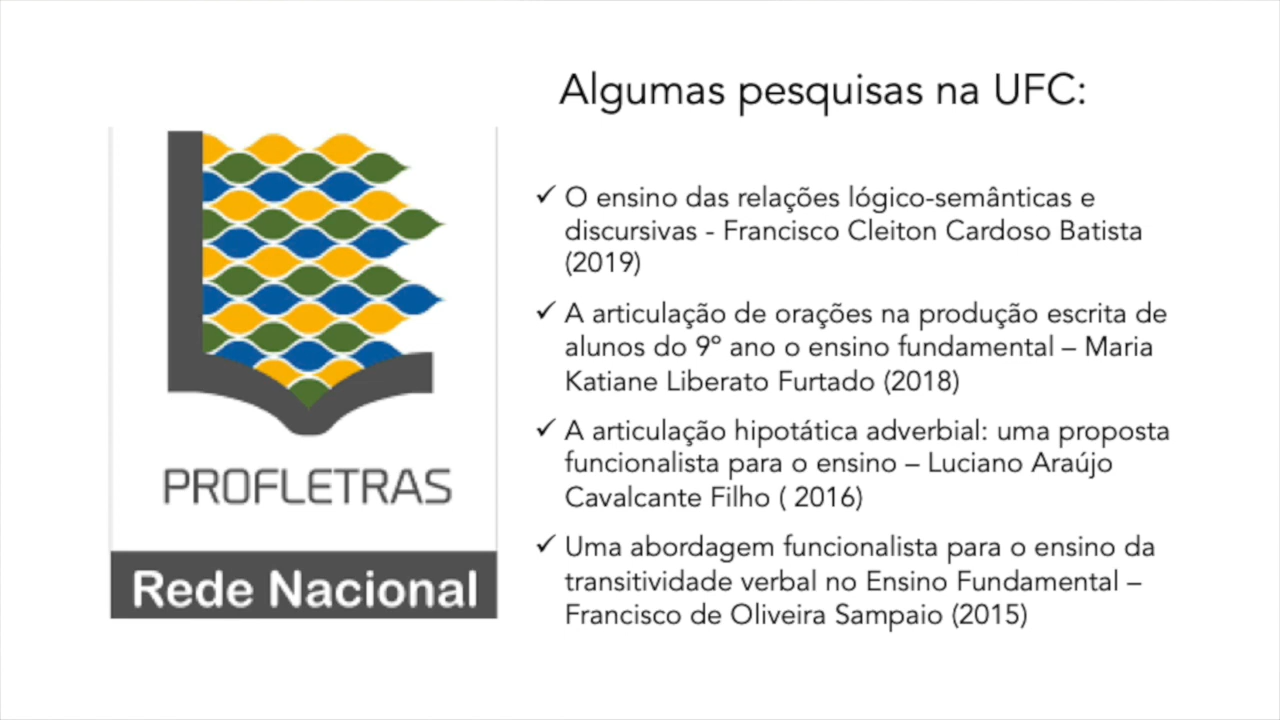 Algumas pesquisas na UFC:
✓ O ensino das relações lógico-semânticas e
discursivas - Francisco Cleiton Cardoso Batista
(2019)
✓ A articulação de orações na produção escrita de
alunos do 9º ano o ensino fundamental – Maria
Katiane Liberato Furtado (2018)
✓ A articulação hipotática adverbial: uma proposta
funcionalista para o ensino – Luciano Araújo
Cavalcante Filho ( 2016)
✓ Uma abordagem funcionalista para o ensino da
transitividade verbal no Ensino Fundamental –
Francisco de Oliveira Sampaio (2015)
PROFLETRAS
Rede Nacional